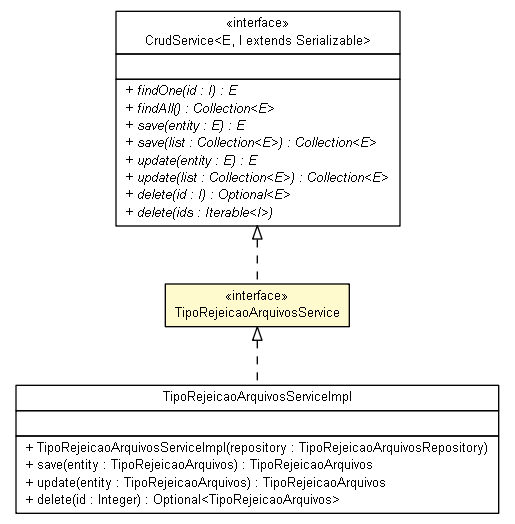 «interface»
CrudService<E, I extends Serializable>
+ findOne(id : I) : E
+ findAll() : Collection<E>
+ save(entity : E) : E
+ save(list : Collection<E>) : Collection<E>
+ update(entity : E) : E
+ update(list : Collection<E>) : Collection<E>
+ delete(id : I) : Optional<E>
+ delete(ids : Iterable<I>)
«interface»
TipoRejeicaoArquivosService
TipoRejeicaoArquivosServiceImpl
+ TipoRejeicaoArquivosServiceImpl(repository : TipoRejeicaoArquivosRepository)
+ save(entity : TipoRejeicaoArquivos) : TipoRejeicaoArquivos
+ update(entity : TipoRejeicaoArquivos) : TipoRejeicaoArquivos
+ delete(id : Integer) : Optional<TipoRejeicaoArquivos>